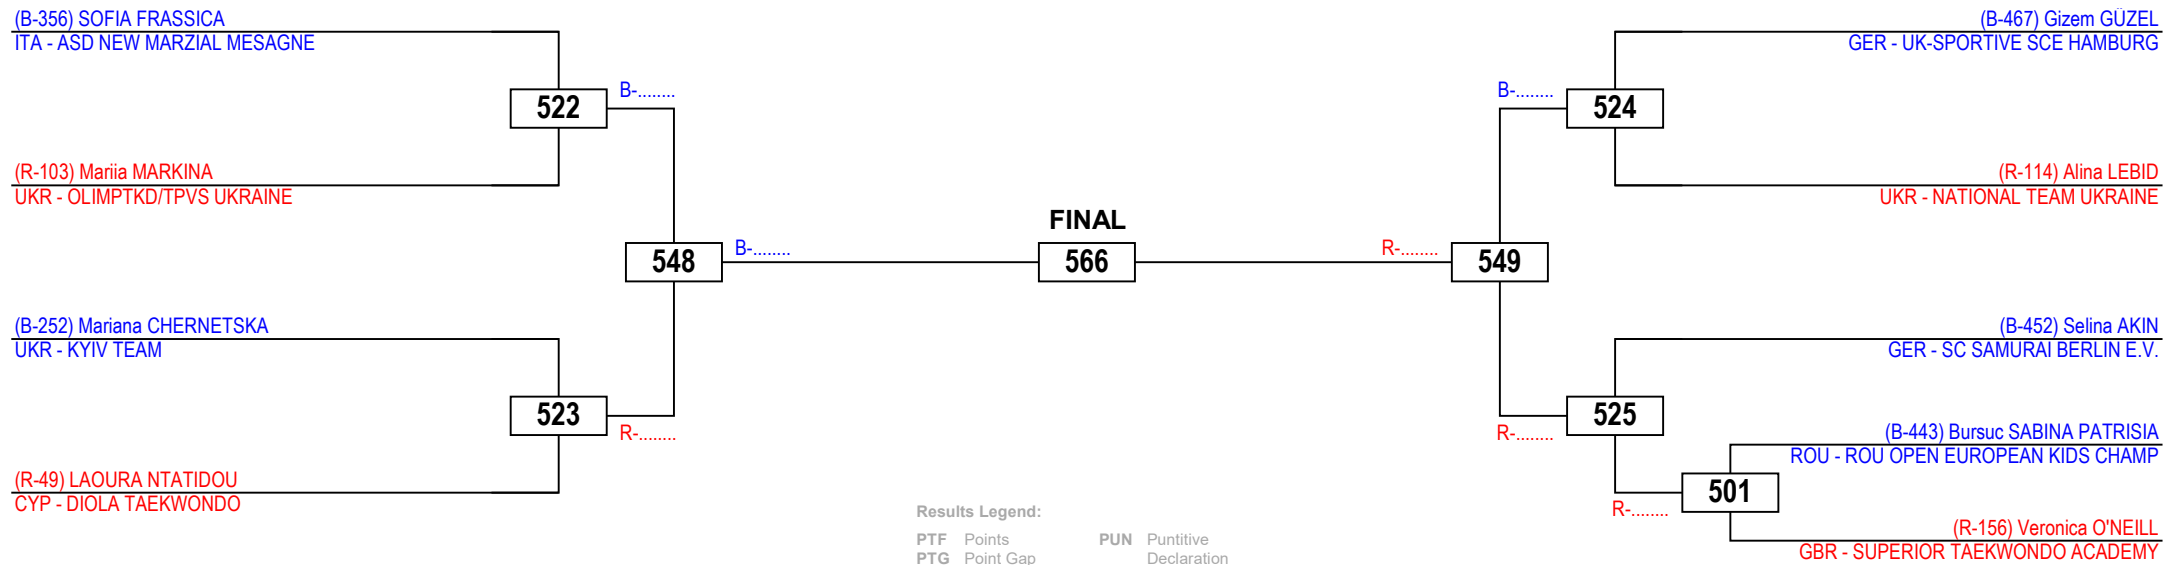 (B-356) SOFIA FRASSICA
ITA - ASD NEW MARZIAL MESAGNE
522
B-........
(R-103) Mariia MARKINA
UKR - OLIMPTKD/TPVS UKRAINE
548
B-........
(B-252) Mariana CHERNETSKA
UKR - KYIV TEAM
523
R-........
(R-49) LAOURA NTATIDOU
CYP - DIOLA TAEKWONDO
FINAL
566
(B-467) Gizem GÜZEL
GER - UK-SPORTIVE SCE HAMBURG
B-........
524
(R-114) Alina LEBID
UKR - NATIONAL TEAM UKRAINE
R-........
549
(B-452) Selina AKIN
GER - SC SAMURAI BERLIN E.V.
525
R-........
(B-443) Bursuc SABINA PATRISIA
ROU - ROU OPEN EUROPEAN KIDS CHAMP
501
R-........
(R-156) Veronica O'NEILL
GBR - SUPERIOR TAEKWONDO ACADEMY
Results Legend:
PTF Points
PTG Point Gap
PUN Puntitive
Declaration